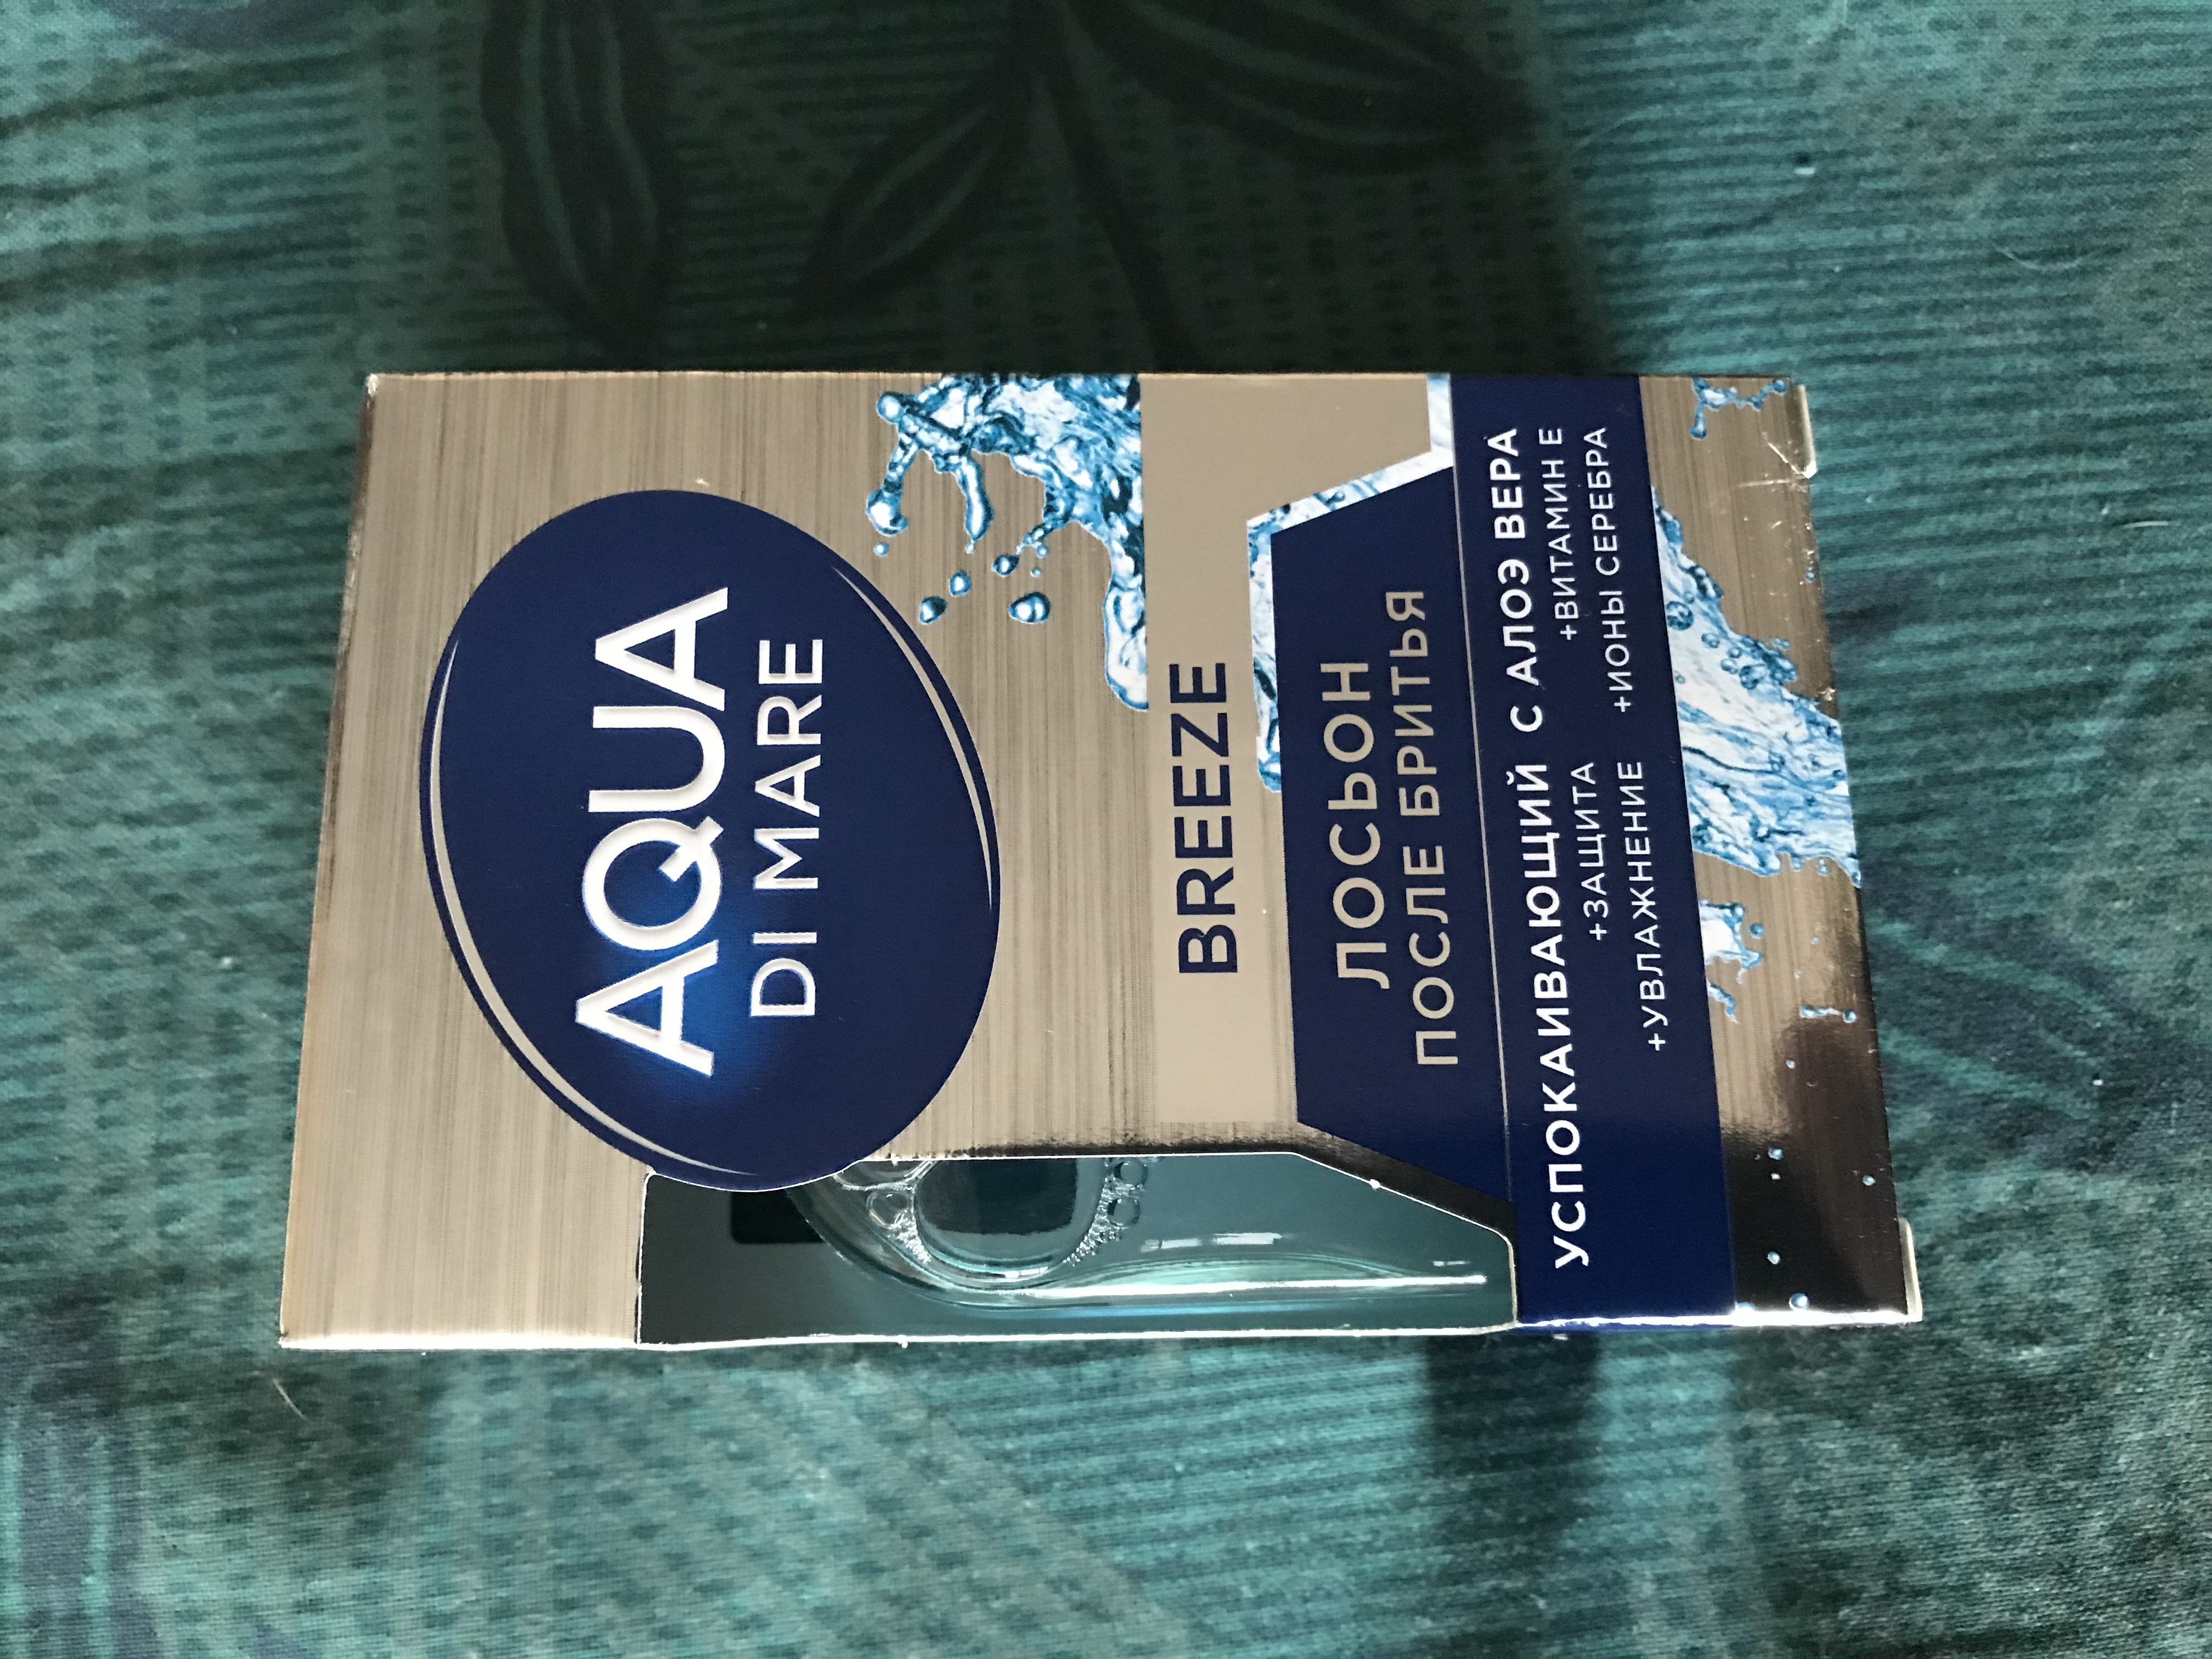 AQUA
DI MARE
BREEZE
ЛОСЬОН
ПОСЛЕ БРИТЬЯ
УСПОКАИВАЮЩИЙ С АЛОЭ ВЕРА
+ЗАЩИТА +ВИТАМИН Е
+УВЛАЖНЕНИЕ +ИОНЫ СЕРЕБРА